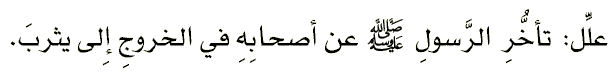 علِّل: تأخُّرِ الرَّسولِ ﷺ عن أصحابِهِ في الخروجِ إلى يثربَ.